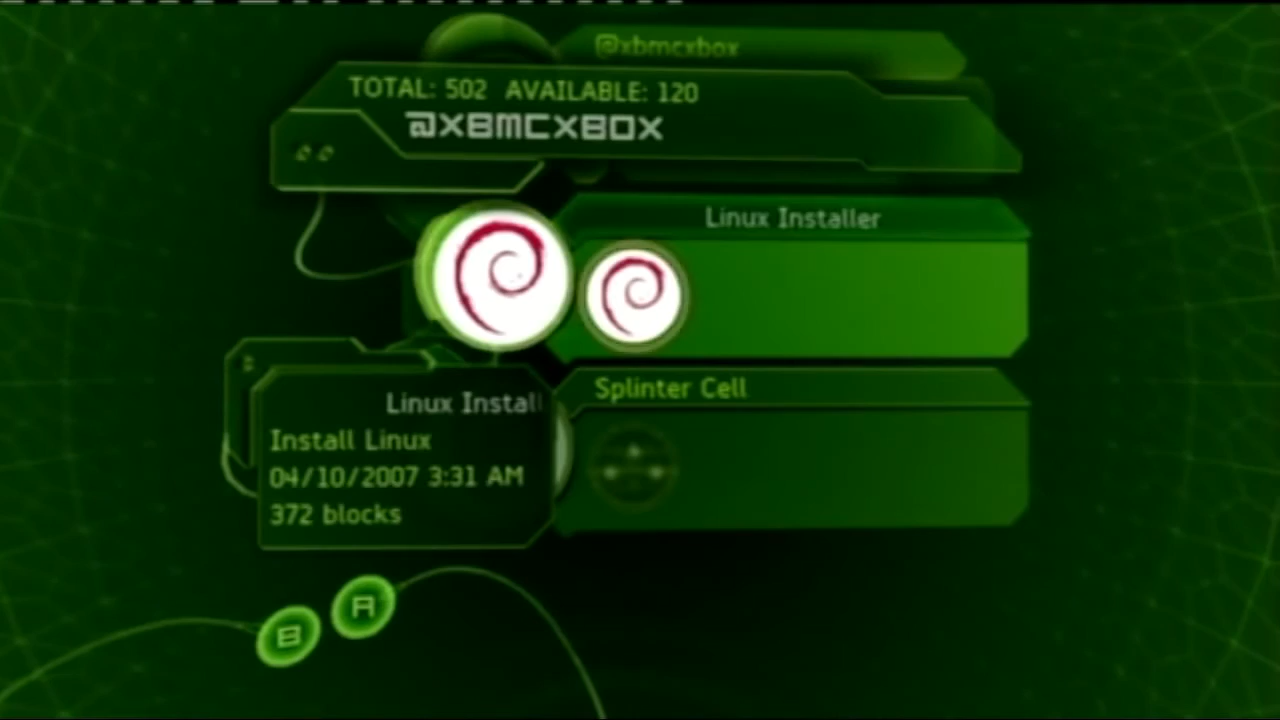 @xbmcxbox
TOTAL: 502 AVAILABLE: 120
@XBMCXBOX
Linux Installer
Linux Instal
Install Linux
04/10/2007 3:31 AM
372 blocks
Splinter Cell
A
B